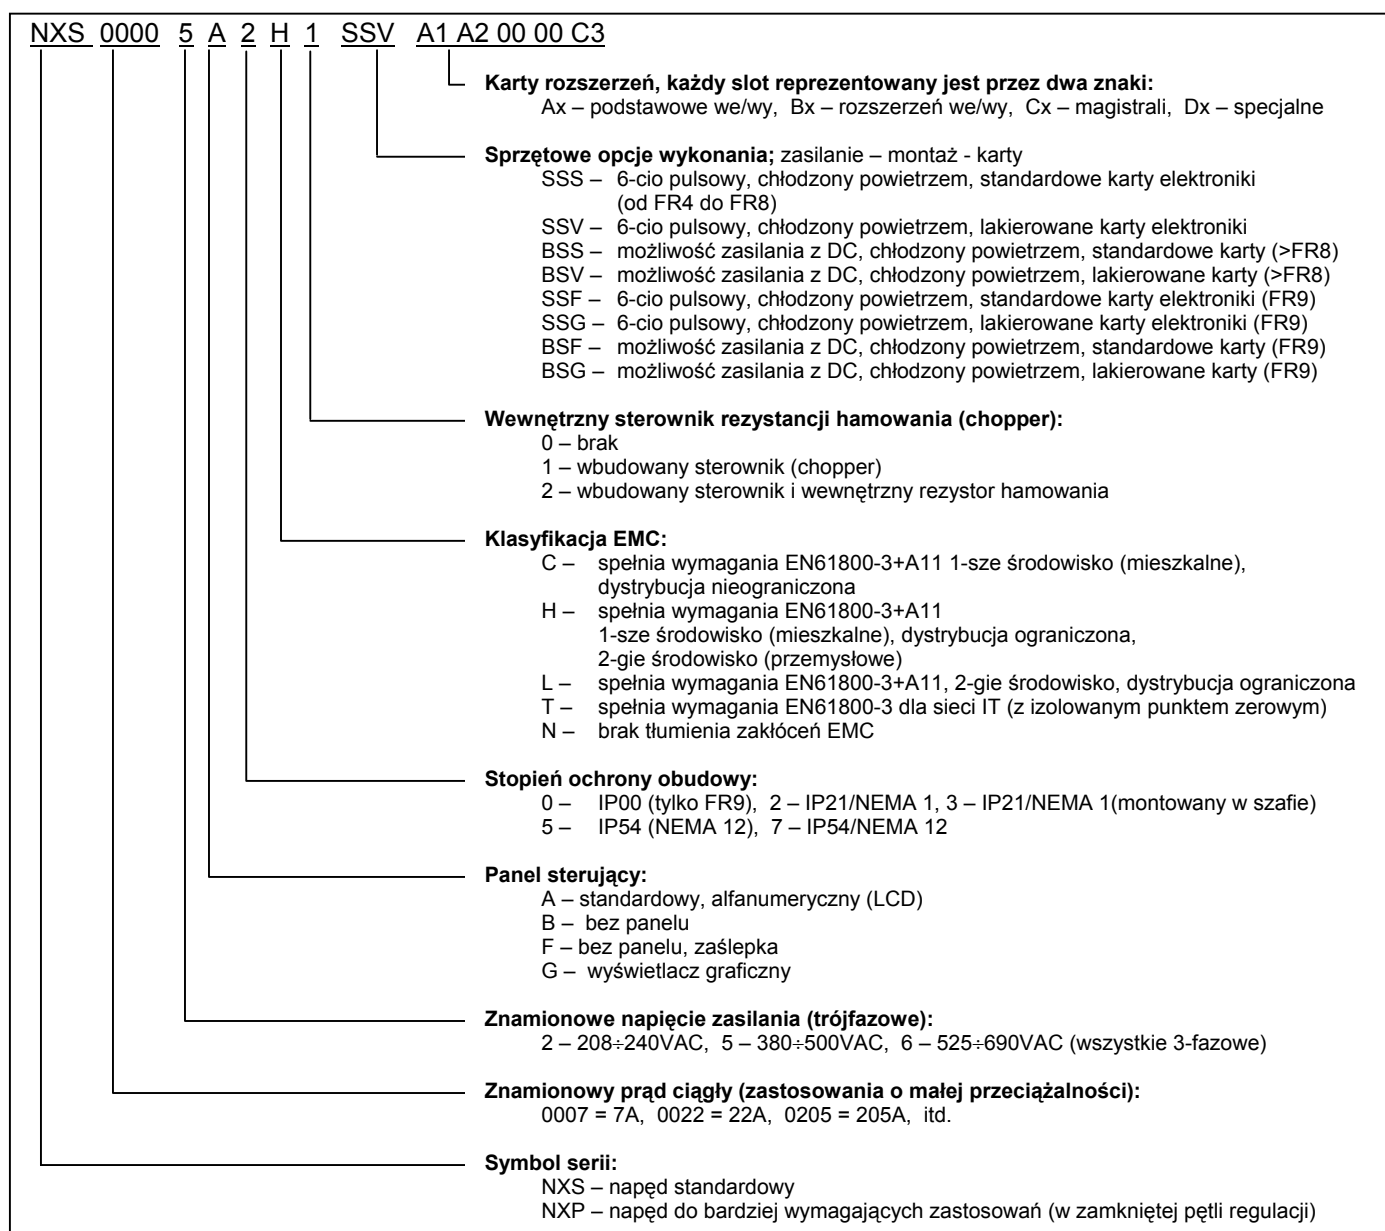 NXS 0000 5 A 2 H 1 SSV A1 A2 00 00 C3
Karty rozszerzeń, każdy slot reprezentowany jest przez dwa znaki:
Ax – podstawowe we/wy, Bx – rozszerzeń we/wy, Cx – magistrali, Dx – specjalne
Sprzętowe opcje wykonania; zasilanie – montaż - karty
SSS – 6-cio pulsowy, chłodzony powietrzem, standardowe karty elektroniki
(od FR4 do FR8)
SSV – 6-cio pulsowy, chłodzony powietrzem, lakierowane karty elektroniki
BSS – możliwość zasilania z DC, chłodzony powietrzem, standardowe karty (>FR8)
BSV – możliwość zasilania z DC, chłodzony powietrzem, lakierowane karty (>FR8)
SSF – 6-cio pulsowy, chłodzony powietrzem, standardowe karty elektroniki (FR9)
SSG – 6-cio pulsowy, chłodzony powietrzem, lakierowane karty elektroniki (FR9)
BSF – możliwość zasilania z DC, chłodzony powietrzem, standardowe karty (FR9)
BSG – możliwość zasilania z DC, chłodzony powietrzem, lakierowane karty (FR9)
Wewnętrzny sterownik rezystancji hamowania (chopper):
0 – brak
1 – wbudowany sterownik (chopper)
2 – wbudowany sterownik i wewnętrzny rezystor hamowania
Klasyfikacja EMC:
C – spełnia wymagania EN61800-3+A11 1-sze środowisko (mieszkalne),
dystrybucja nieograniczona
H – spełnia wymagania EN61800-3+A11
1-sze środowisko (mieszkalne), dystrybucja ograniczona,
2-gie środowisko (przemysłowe)
L – spełnia wymagania EN61800-3+A11, 2-gie środowisko, dystrybucja ograniczona
T – spełnia wymagania EN61800-3 dla sieci IT (z izolowanym punktem zerowym)
N – brak tłumienia zakłóceń EMC
Stopień ochrony obudowy:
0 – IP00 (tylko FR9), 2 – IP21/NEMA 1, 3 – IP21/NEMA 1(montowany w szafie)
5 – IP54 (NEMA 12), 7 – IP54/NEMA 12
Panel sterujący:
A – standardowy, alfanumeryczny (LCD)
B – bez panelu
F – bez panelu, zaślepka
G – wyświetlacz graficzny
Znamionowe napięcie zasilania (trójfazowe):
2 – 208÷240VAC, 5 – 380÷500VAC, 6 – 525÷690VAC (wszystkie 3-fazowe)
Znamionowy prąd ciągły (zastosowania o małej przeciążalności):
0007 = 7A, 0022 = 22A, 0205 = 205A, itd.
Symbol serii:
NXS – napęd standardowy
NXP – napęd do bardziej wymagających zastosowań (w zamkniętej pętli regulacji)